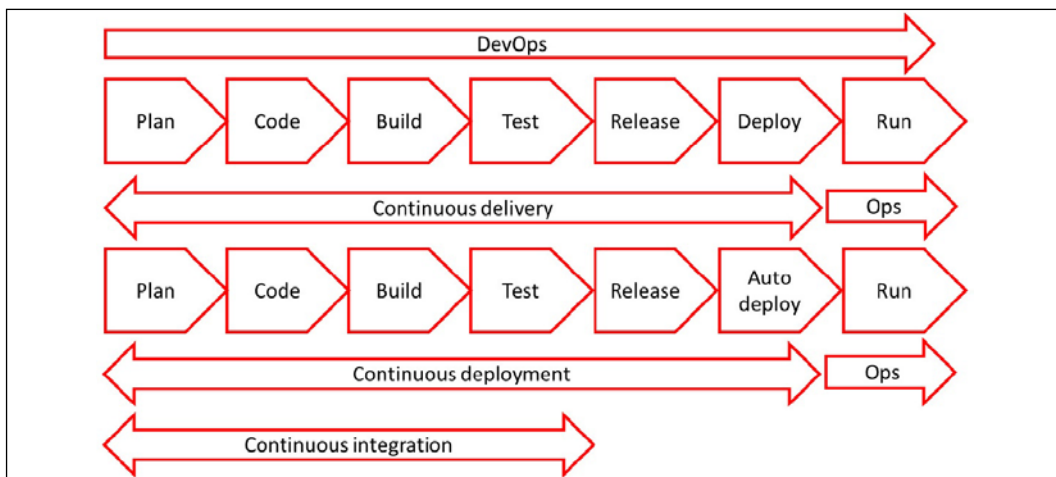 DevOps
Plan Code Build Test Release Deploy Run
Continuous delivery Ops
Plan Code Build Test Release Auto deploy Run
Continuous deployment Ops
Continuous integration